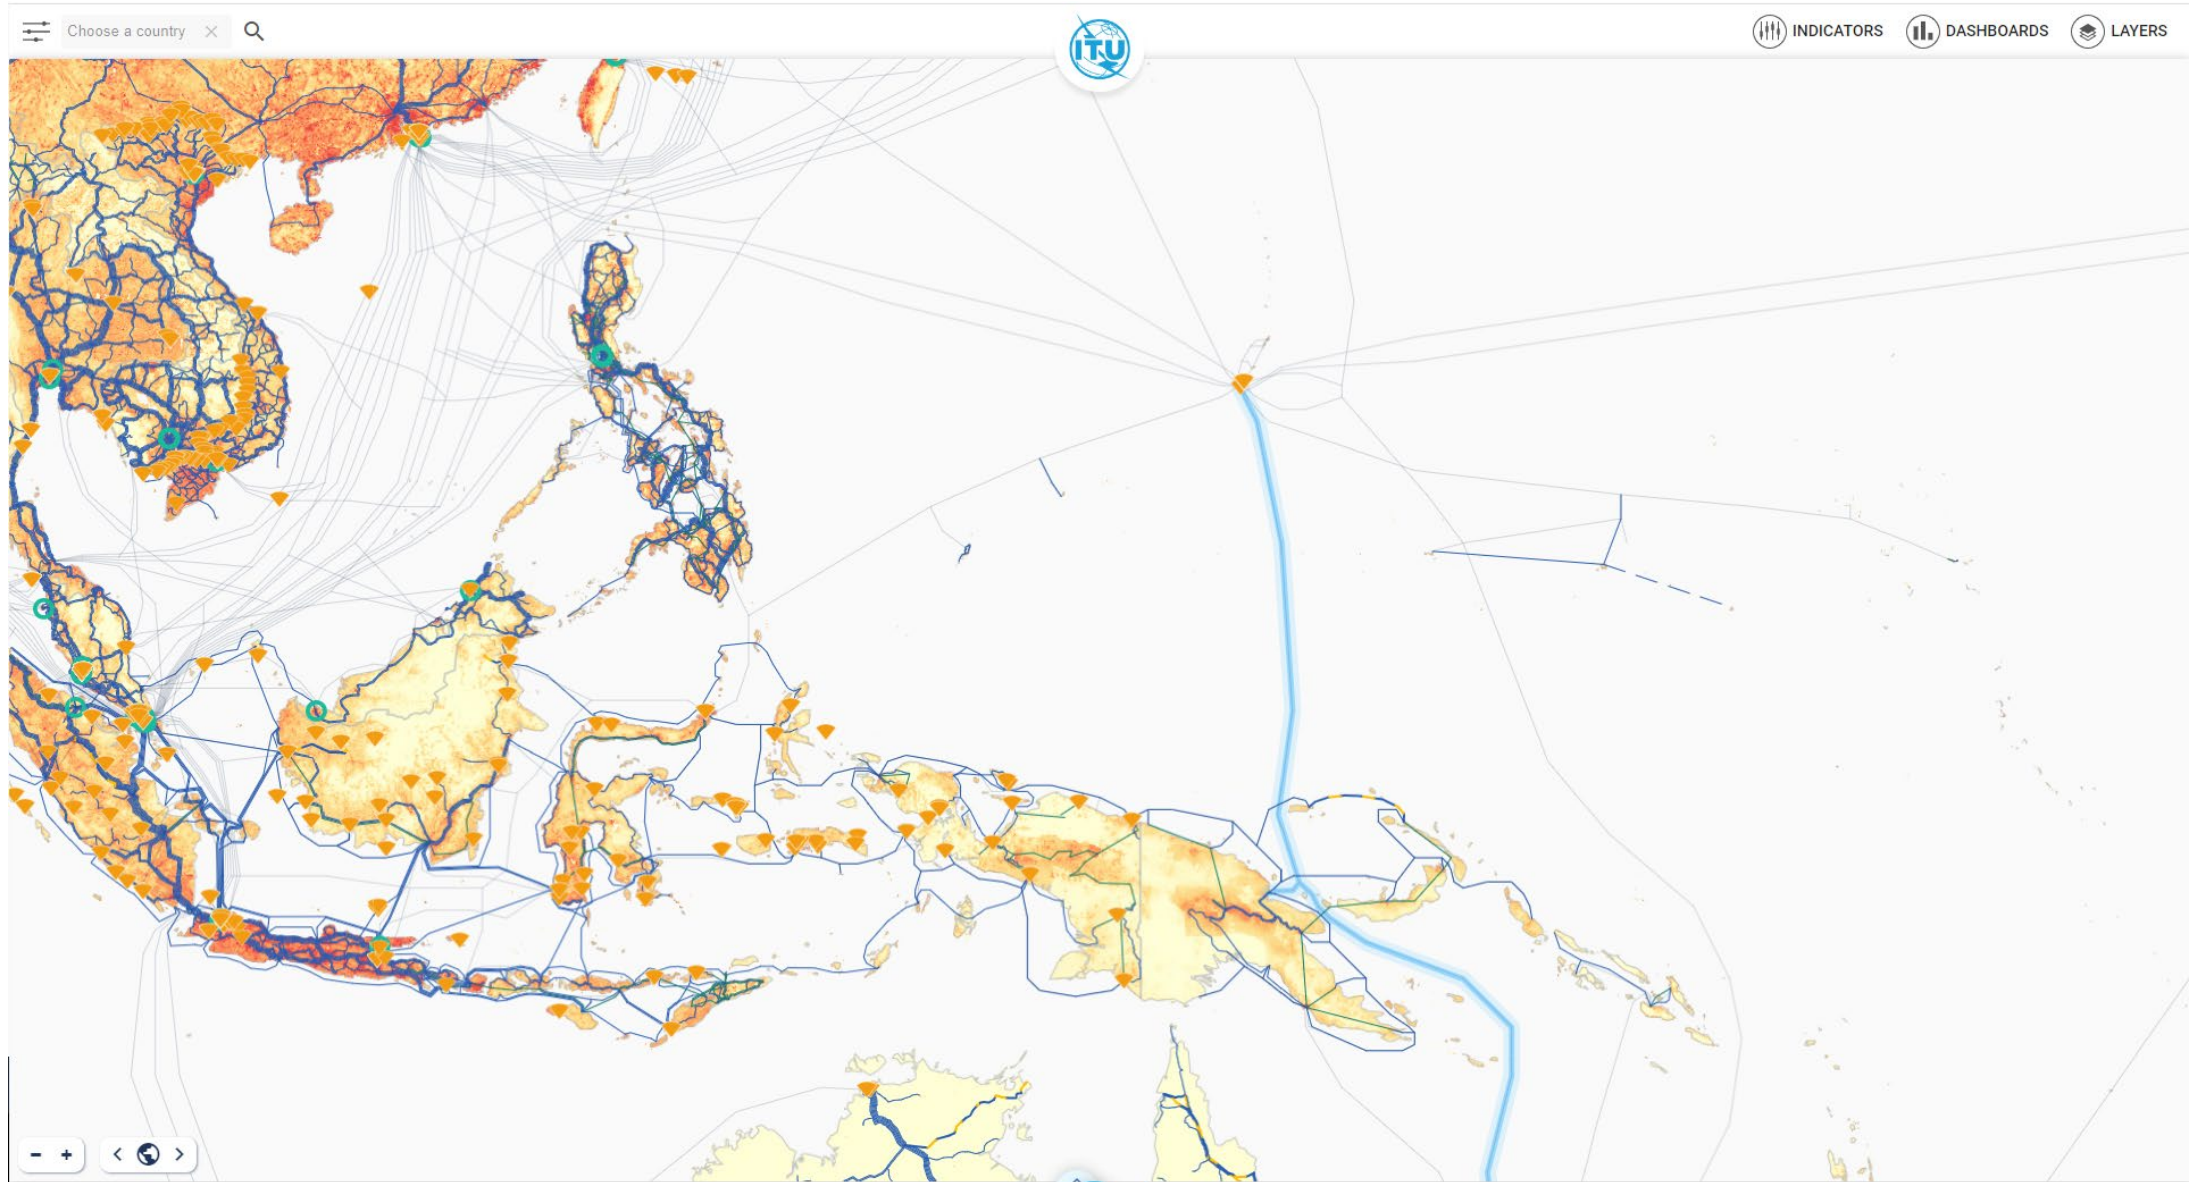 Choose a country
ITU
INDICATORS
DASHBOARDS
LAYERS